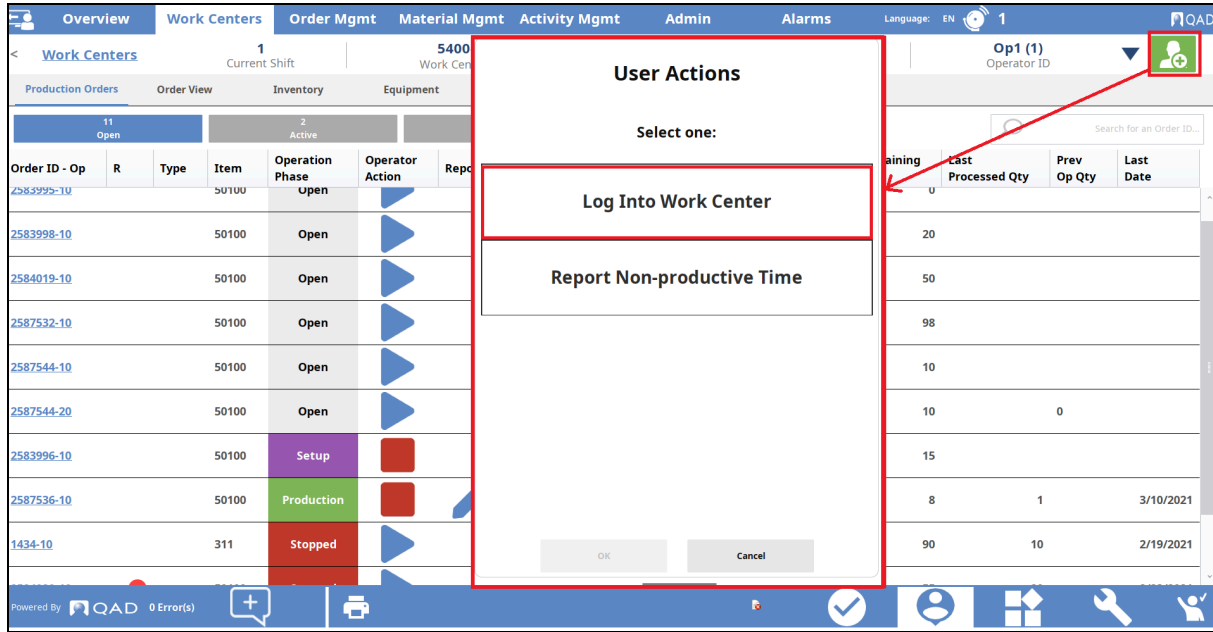 Overview Work Centers Order Mgmt Material Mgmt Activity Mgmt Admin Alarms Language: EN 1 QAD
< Work Centers
1
Current Shift
5400
Work Cen
Op1 (1)
Operator ID
Production Orders Order View Inventory Equipment
11
Open
2
Active
Search for an Order ID...
Order ID - Op R Type Item Operation Phase Operator Action Repo aining Last Processed Qty Prev Op Qty Last Date
2583995-10 50100 Open 0
2583998-10 50100 Open 20
2584019-10 50100 Open 50
2587532-10 50100 Open 98
2587544-10 50100 Open 10
2587544-20 50100 Open 10 0
2583996-10 50100 Setup 15
2587536-10 50100 Production 8 1 3/10/2021
1434-10 311 Stopped 90 10 2/19/2021
User Actions
Select one:
Log Into Work Center
Report Non-productive Time
OK Cancel
Powered By QAD 0 Error(s)